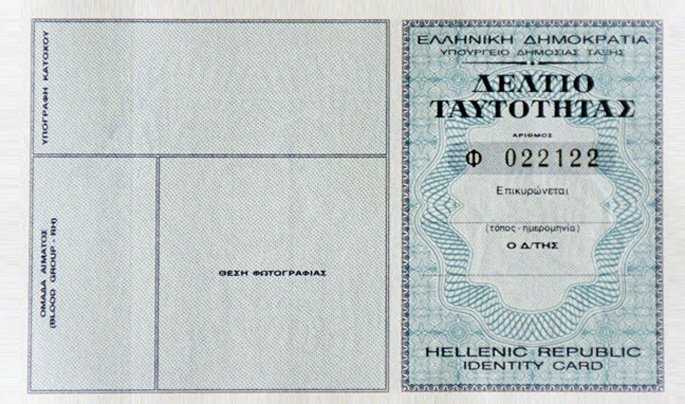 ΥΠΟΓΡΑΦΗ ΚΑΤΟΧΟΥ
ΟΜΑΔΑ ΑΙΜΑΤΟΣ
(BLOOD GROUP - RH)
ΘΕΣΗ ΦΩΤΟΓΡΑΦΙΑΣ
ΕΛΛΗΝΙΚΗ ΔΗΜΟΚΡΑΤΙΑ
ΥΠΟΥΡΓΕΙΟ ΔΗΜΟΣΙΑΣ ΤΑΞΗΣ
ΔΕΛΤΙΟ
ΤΑΥΤΟΤΗΤΑΣ
ΑΡΙΘΜΟΣ
Φ 022122
Επικυρώνεται
(τόπος - ημερομηνία)
Ο Δ/ΤΗΣ
HELLENIC REPUBLIC
IDENTITY CARD